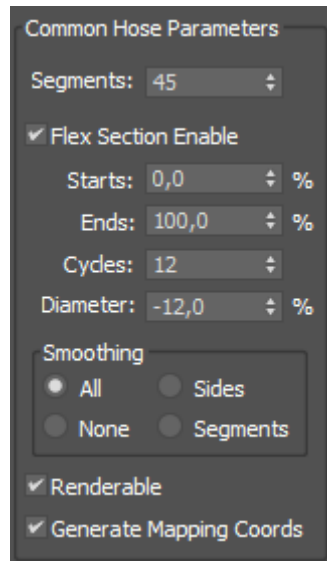 Common Hose Parameters
Segments: 45
Flex Section Enable
Starts: 0,0 %
Ends: 100,0 %
Cycles: 12
Diameter: -12,0 %
Smoothing
All Sides
None Segments
Renderable
Generate Mapping Coords